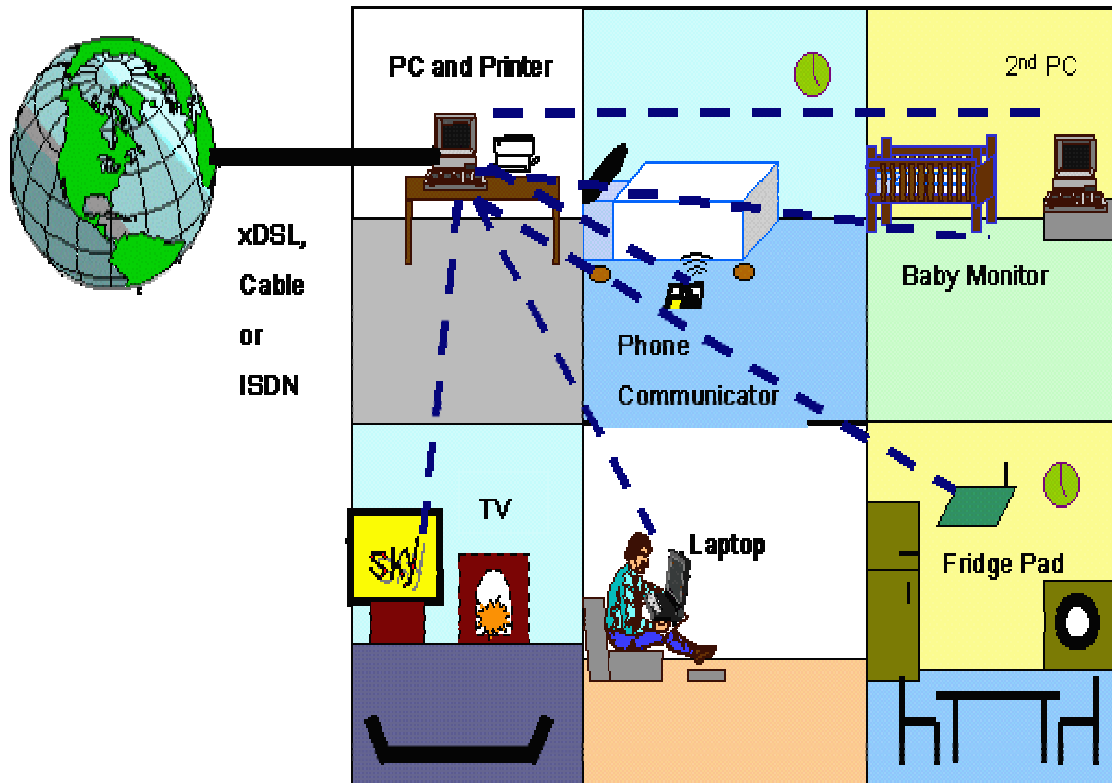 PC and Printer
2nd PC
xDSL,
Cable
or
ISDN
Baby Monitor
Phone
Communicator
TV
sky
Laptop
Fridge Pad